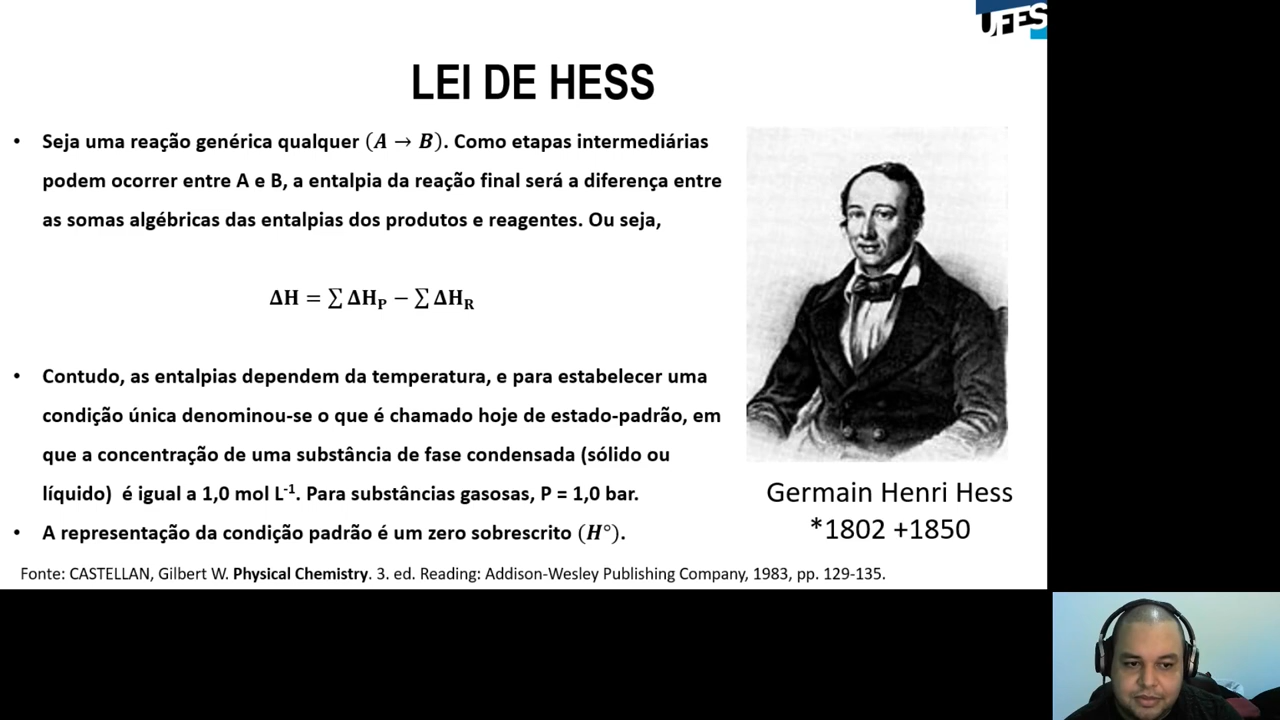 UFES
LEI DE HESS
• Seja uma reação genérica qualquer (A → B). Como etapas intermediárias
podem ocorrer entre A e B, a entalpia da reação final será a diferença entre
as somas algébricas das entalpias dos produtos e reagentes. Ou seja,
ΔH = ∑ ΔH_P − ∑ ΔH_R
• Contudo, as entalpias dependem da temperatura, e para estabelecer uma
condição única denominou-se o que é chamado hoje de estado-padrão, em
que a concentração de uma substância de fase condensada (sólido ou
líquido) é igual a 1,0 mol L⁻¹. Para substâncias gasosas, P = 1,0 bar.
• A representação da condição padrão é um zero sobrescrito (H°).
Germain Henri Hess
*1802 +1850
Fonte: CASTELLAN, Gilbert W. Physical Chemistry. 3. ed. Reading: Addison-Wesley Publishing Company, 1983, pp. 129-135.